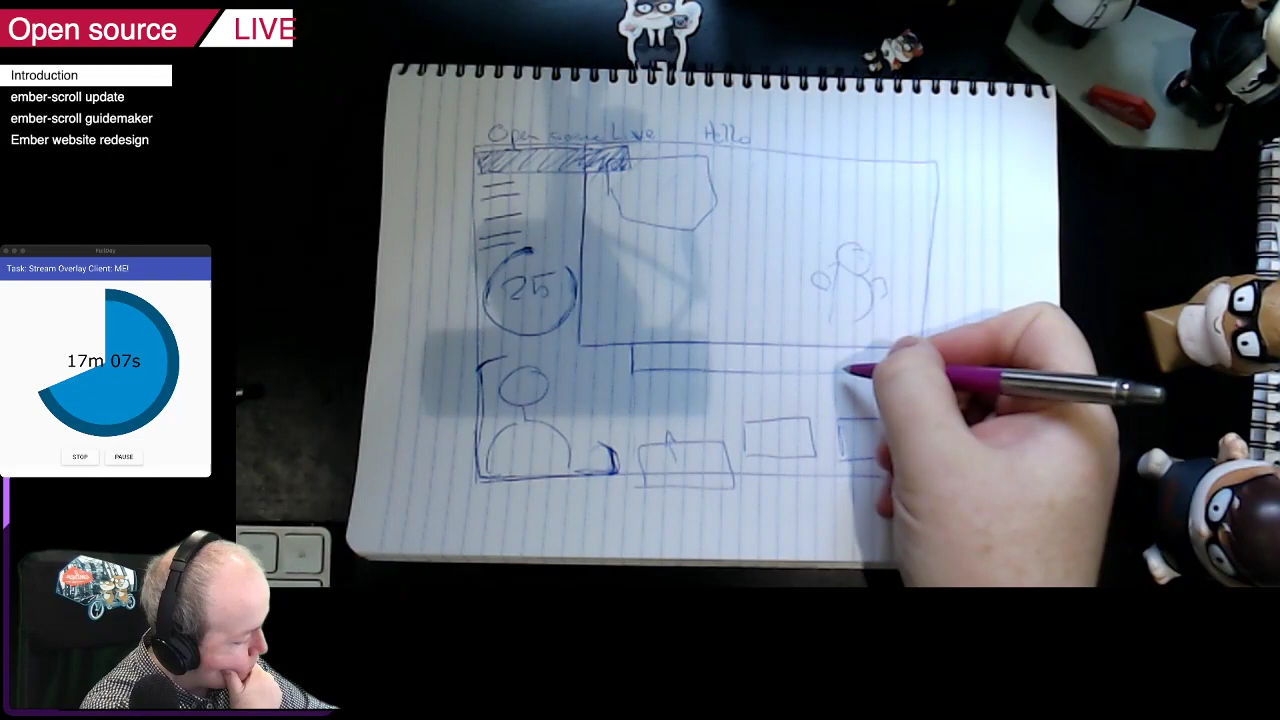 Open source LIVE
Introduction
ember-scroll update
ember-scroll guidemaker
Ember website redesign
Task: Stream Overlay Client: ME!
17m 07s
STOP PAUSE
Open source Live Hello
25